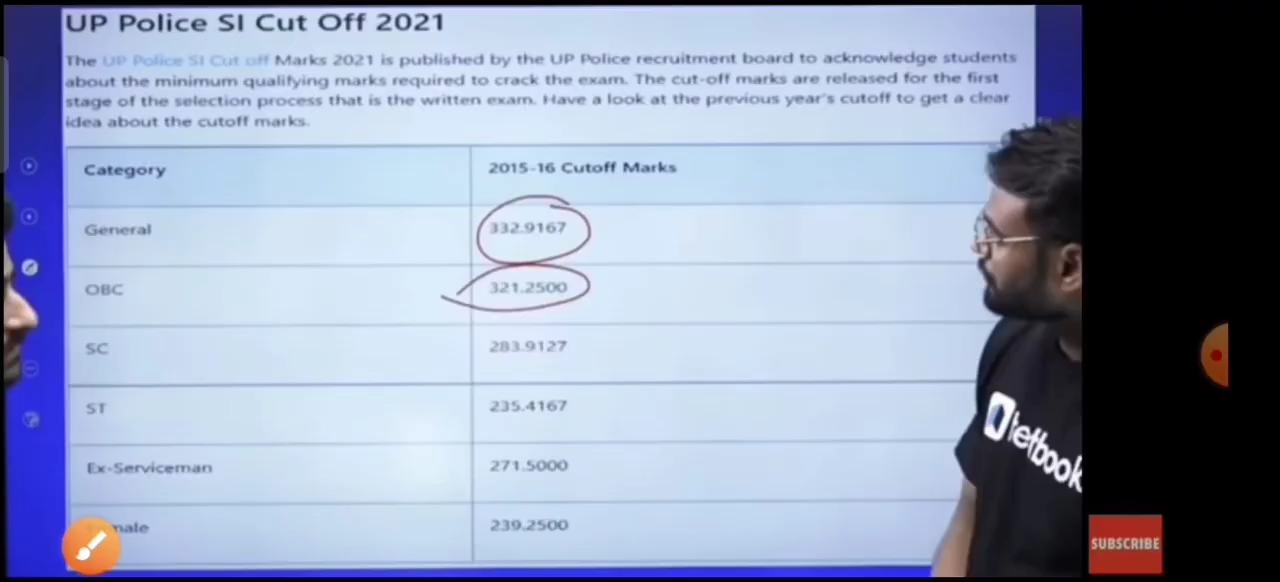 UP Police SI Cut Off 2021
The UP Police SI Cut off Marks 2021 is published by the UP Police recruitment board to acknowledge students
about the minimum qualifying marks required to crack the exam. The cut-off marks are released for the first
stage of the selection process that is the written exam. Have a look at the previous year's cutoff to get a clear
idea about the cutoff marks.
Category 2015-16 Cutoff Marks
General 332.9167
OBC 321.2500
SC 283.9127
ST 235.4167
Ex-Serviceman 271.5000
239.2500
testbook
SUBSCRIBE